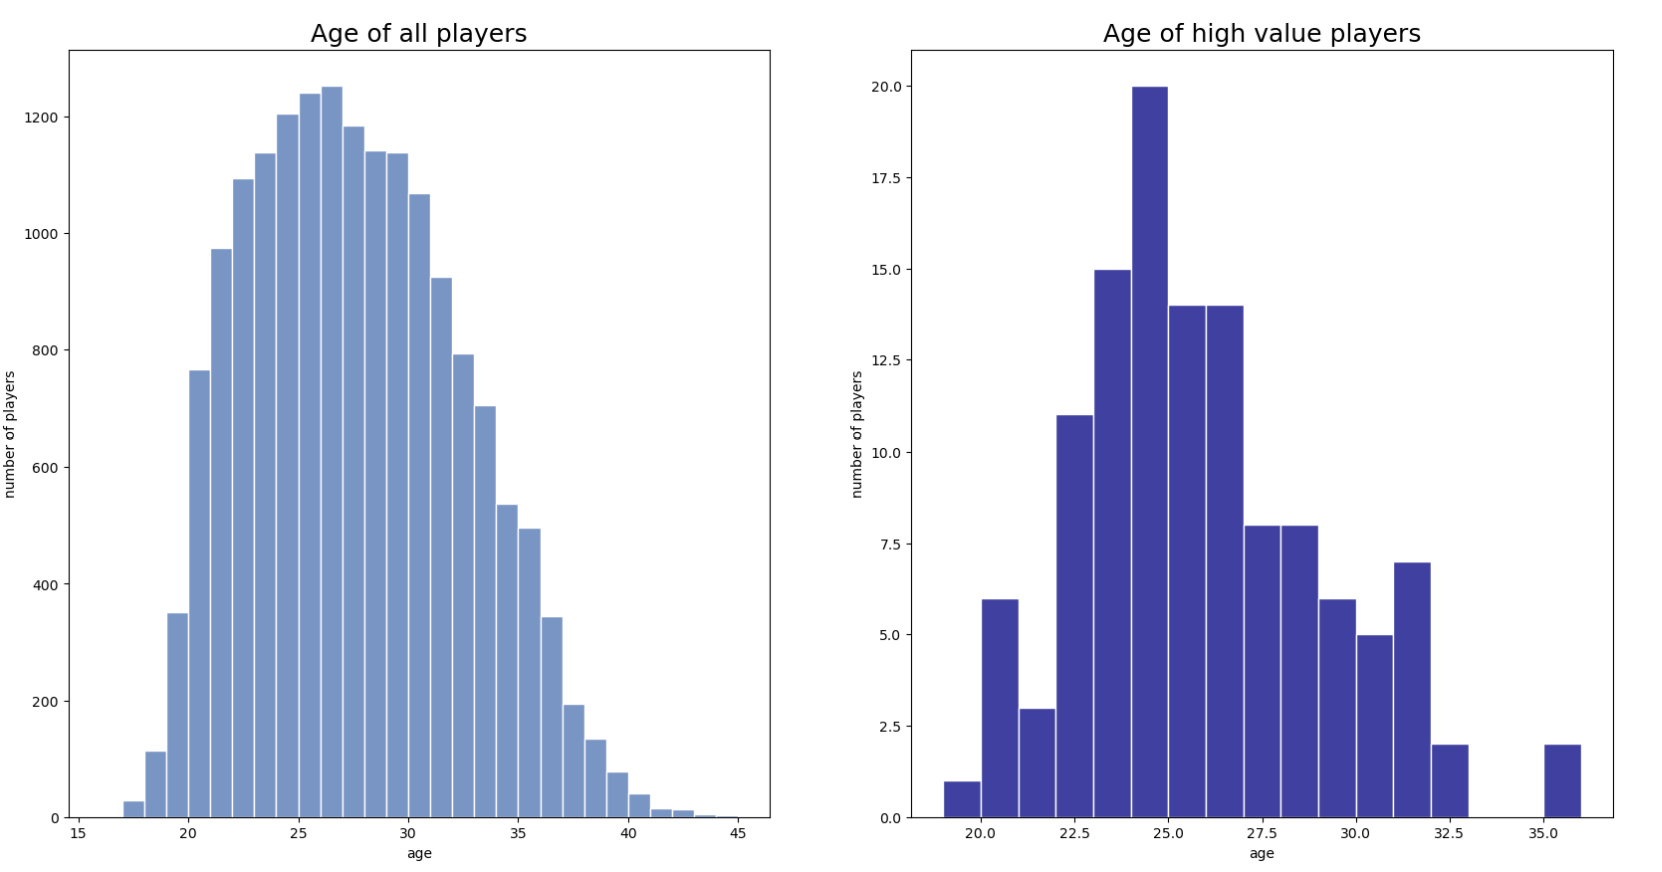 Age of all players
1200
1000
800
600
400
200
0
number of players
15 20 25 30 35 40 45
age
Age of high value players
20.0
17.5
15.0
12.5
10.0
7.5
5.0
2.5
0.0
number of players
20.0 22.5 25.0 27.5 30.0 32.5 35.0
age